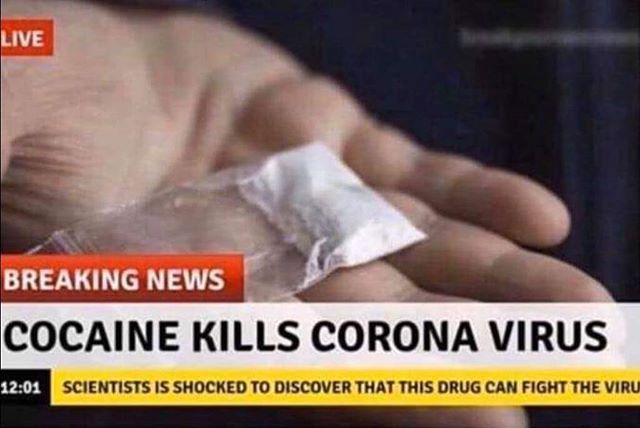 LIVE
BREAKING NEWS
COCAINE KILLS CORONA VIRUS
12:01 SCIENTISTS IS SHOCKED TO DISCOVER THAT THIS DRUG CAN FIGHT THE VIRU